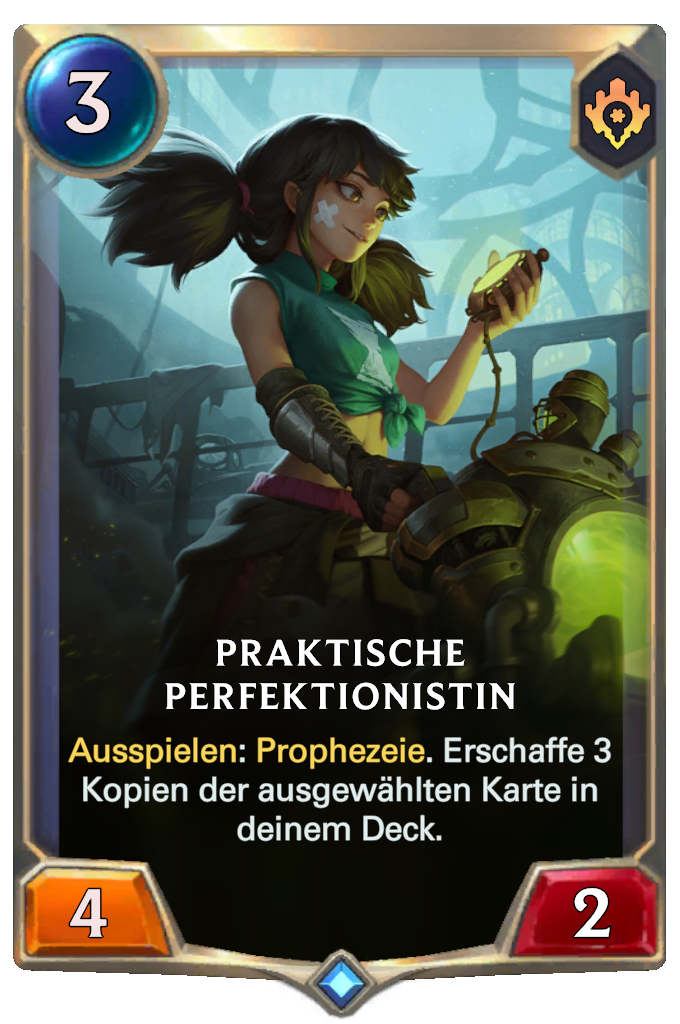 3
PRAKTISCHE
PERFEKTIONISTIN
Ausspielen: Prophezeie. Erschaffe 3
Kopien der ausgewählten Karte in
deinem Deck.
4
2